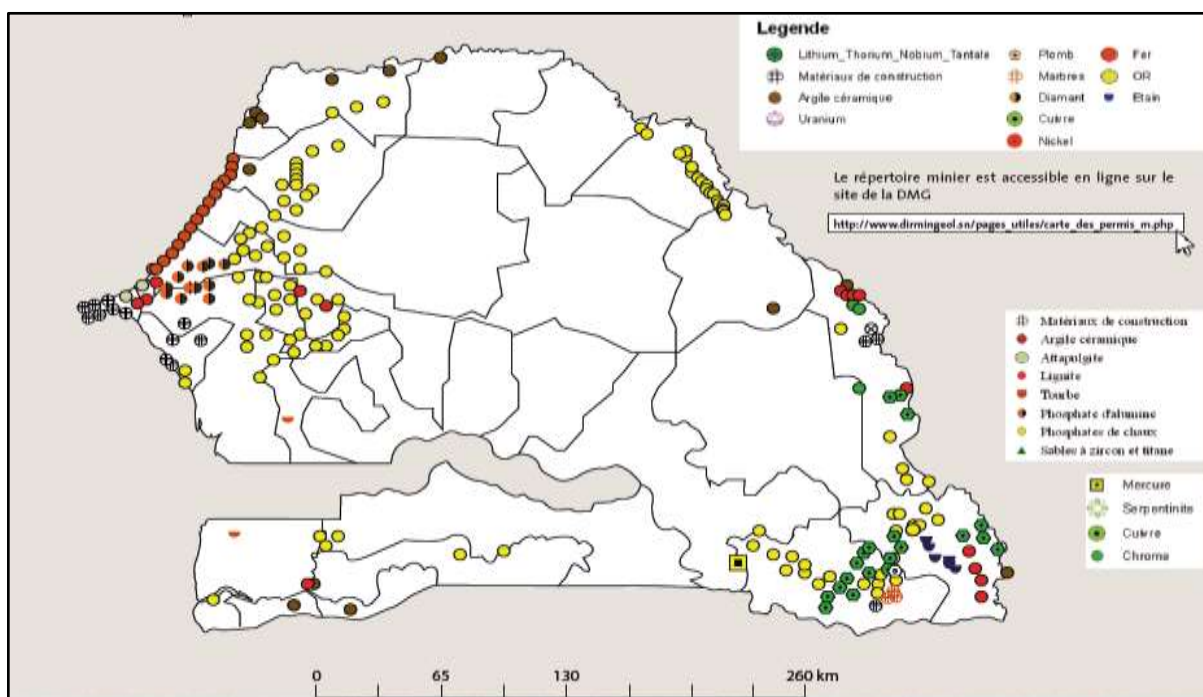 Legende
Lithium_Thorium_Niobium_Tantale
Matériaux de construction
Argile céramique
Uranium
Plomb
Marbres
Diamant
Cuivre
Nickel
Fer
OR
Etain
Le répertoire minier est accessible en ligne sur le
site de la DMG
http://www.dirmingeol.sn/pages_utiles/carte_des_permis_m.php
Matériaux de construction
Argile céramique
Attapulgite
Lignite
Tourbe
Phosphate d'alumine
Phosphates de chaux
Sables à zircon et titane
Mercure
Serpentinite
Cuivre
Chrome
0 65 130 260 km